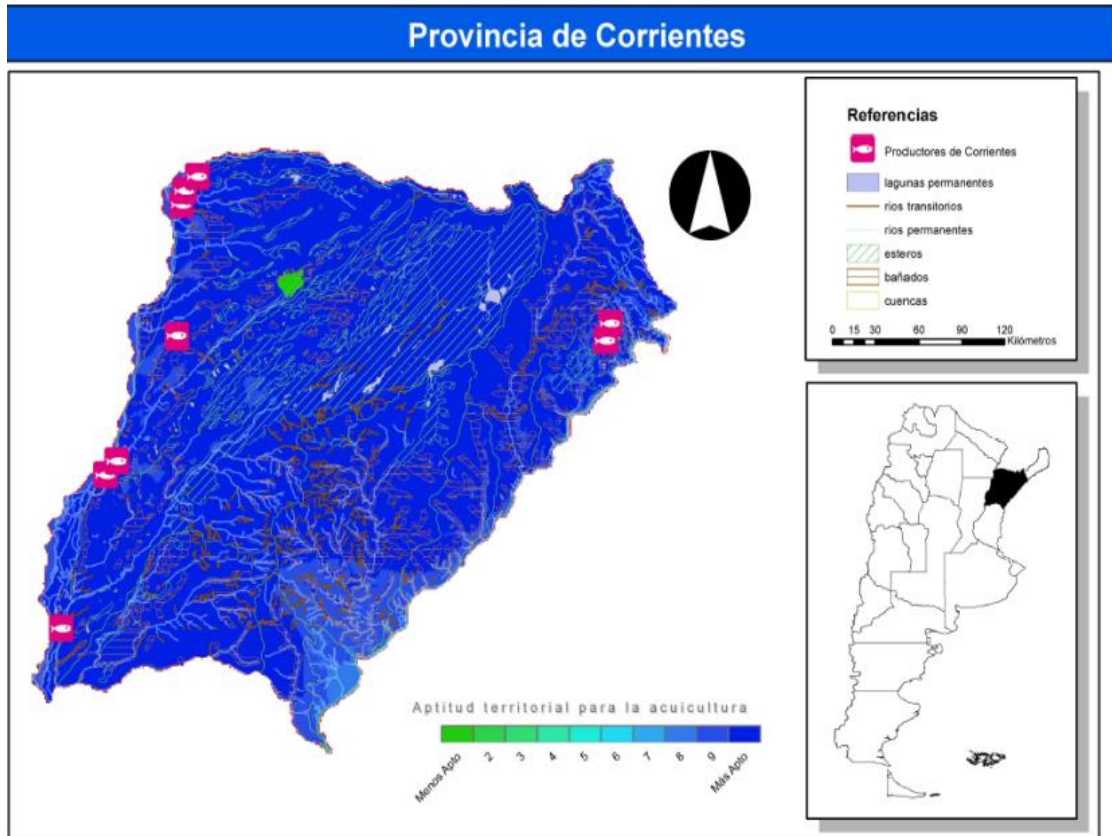 Provincia de Corrientes
Referencias
Productores de Corrientes
lagunas permanentes
rios transitorios
rios permanentes
esteros
bañados
cuencas
0 15 30 60 90 120
Kilómetros
Aptitud territorial para la acuicultura
Menos Apto 2 3 4 5 6 7 8 9 Más Apto